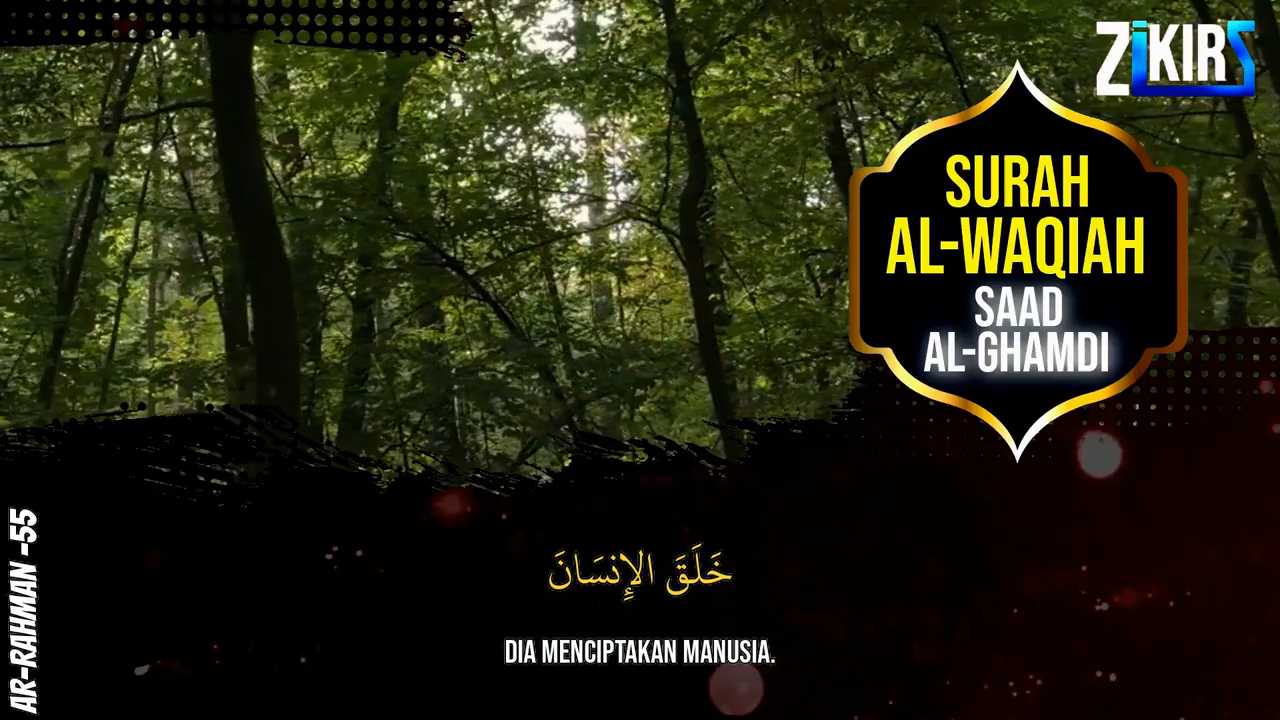 ZiKIRS
SURAH
AL-WAQIAH
SAAD
AL-GHAMDI
خَلَقَ الإِنسَانَ
DIA MENCIPTAKAN MANUSIA.
AR-RAHMAN -55